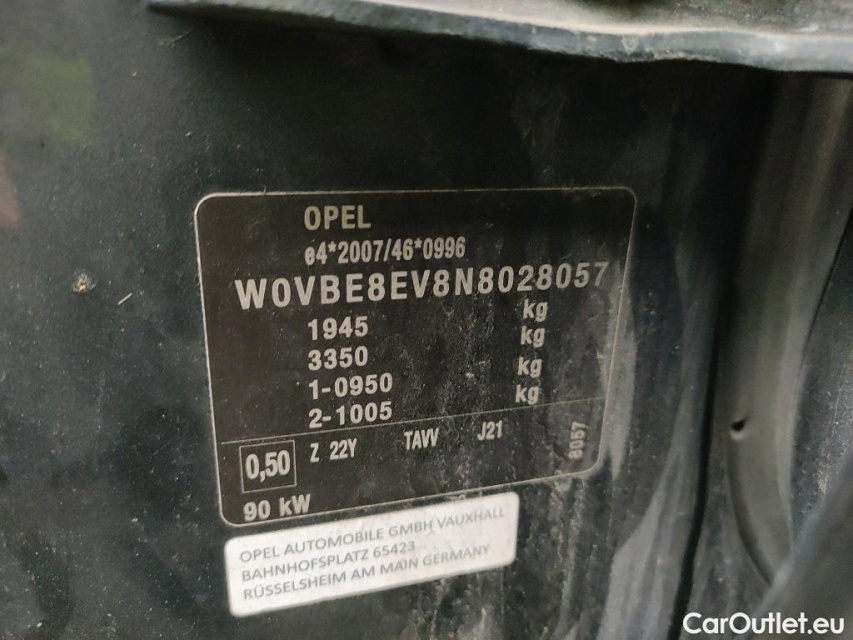 OPEL
e4*2007/46*0996
W0VBE8EV8N8028057
1945 kg
3350 kg
1-0950 kg
2-1005 kg
0,50 Z 22Y TAVV J21 8057
90 kW
OPEL AUTOMOBILE GMBH VAUXHALL
BAHNHOFSPLATZ 65423
RÜSSELSHEIM AM MAIN GERMANY
CarOutlet.eu